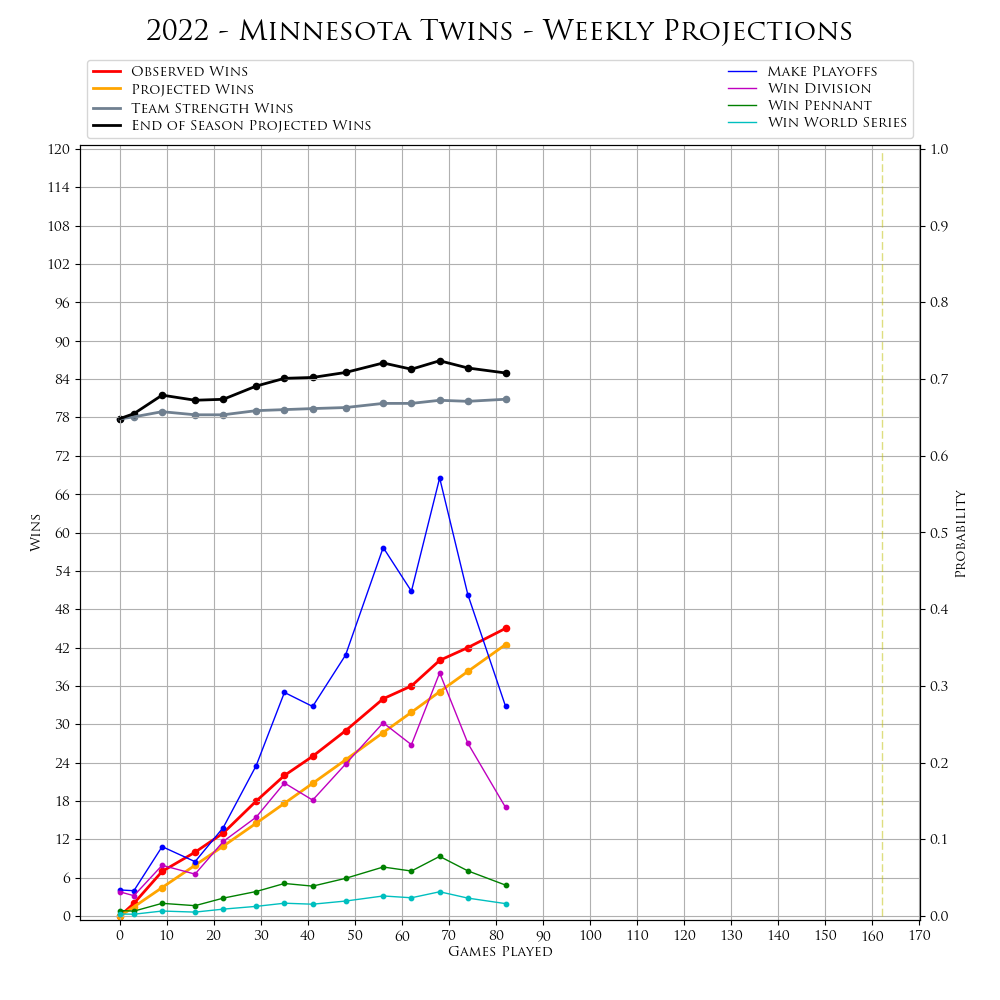 2022 - Minnesota Twins - Weekly Projections
Observed Wins
Projected Wins
Team Strength Wins
End of Season Projected Wins
Make Playoffs
Win Division
Win Pennant
Win World Series
120
114
108
102
96
90
84
78
72
66
60
54
48
42
36
30
24
18
12
6
0
Wins
1.0
0.9
0.8
0.7
0.6
0.5
0.4
0.3
0.2
0.1
0.0
Probability
0 10 20 30 40 50 60 70 80 90 100 110 120 130 140 150 160 170
Games Played